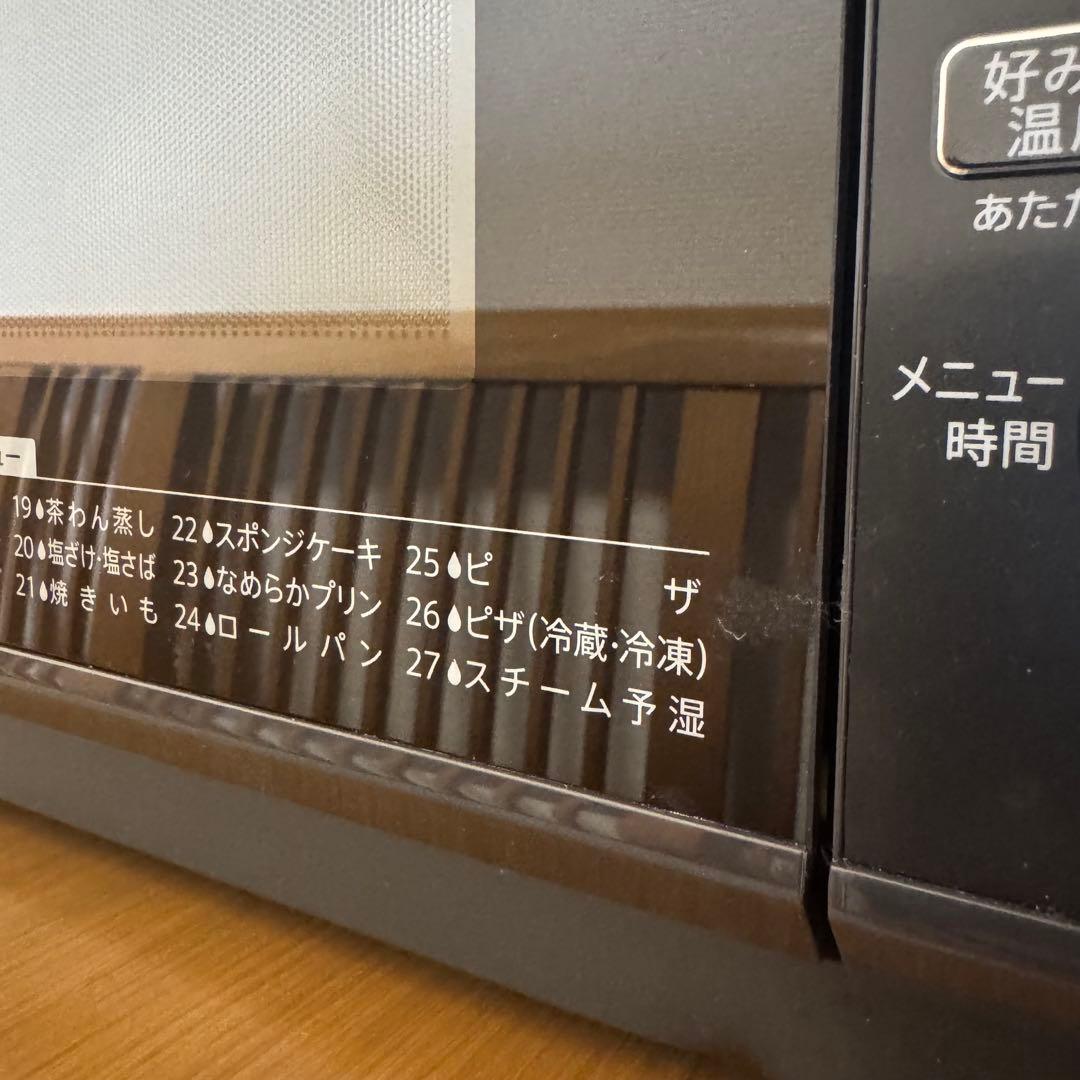 好み
温
あたた
メニュー
時間
ュー
19茶わん蒸し
20塩ざけ・塩さば
21焼きいも
22スポンジケーキ
23なめらかプリン
24ロールパン
25ピザ
26ピザ(冷蔵・冷凍)
27スチーム予湿